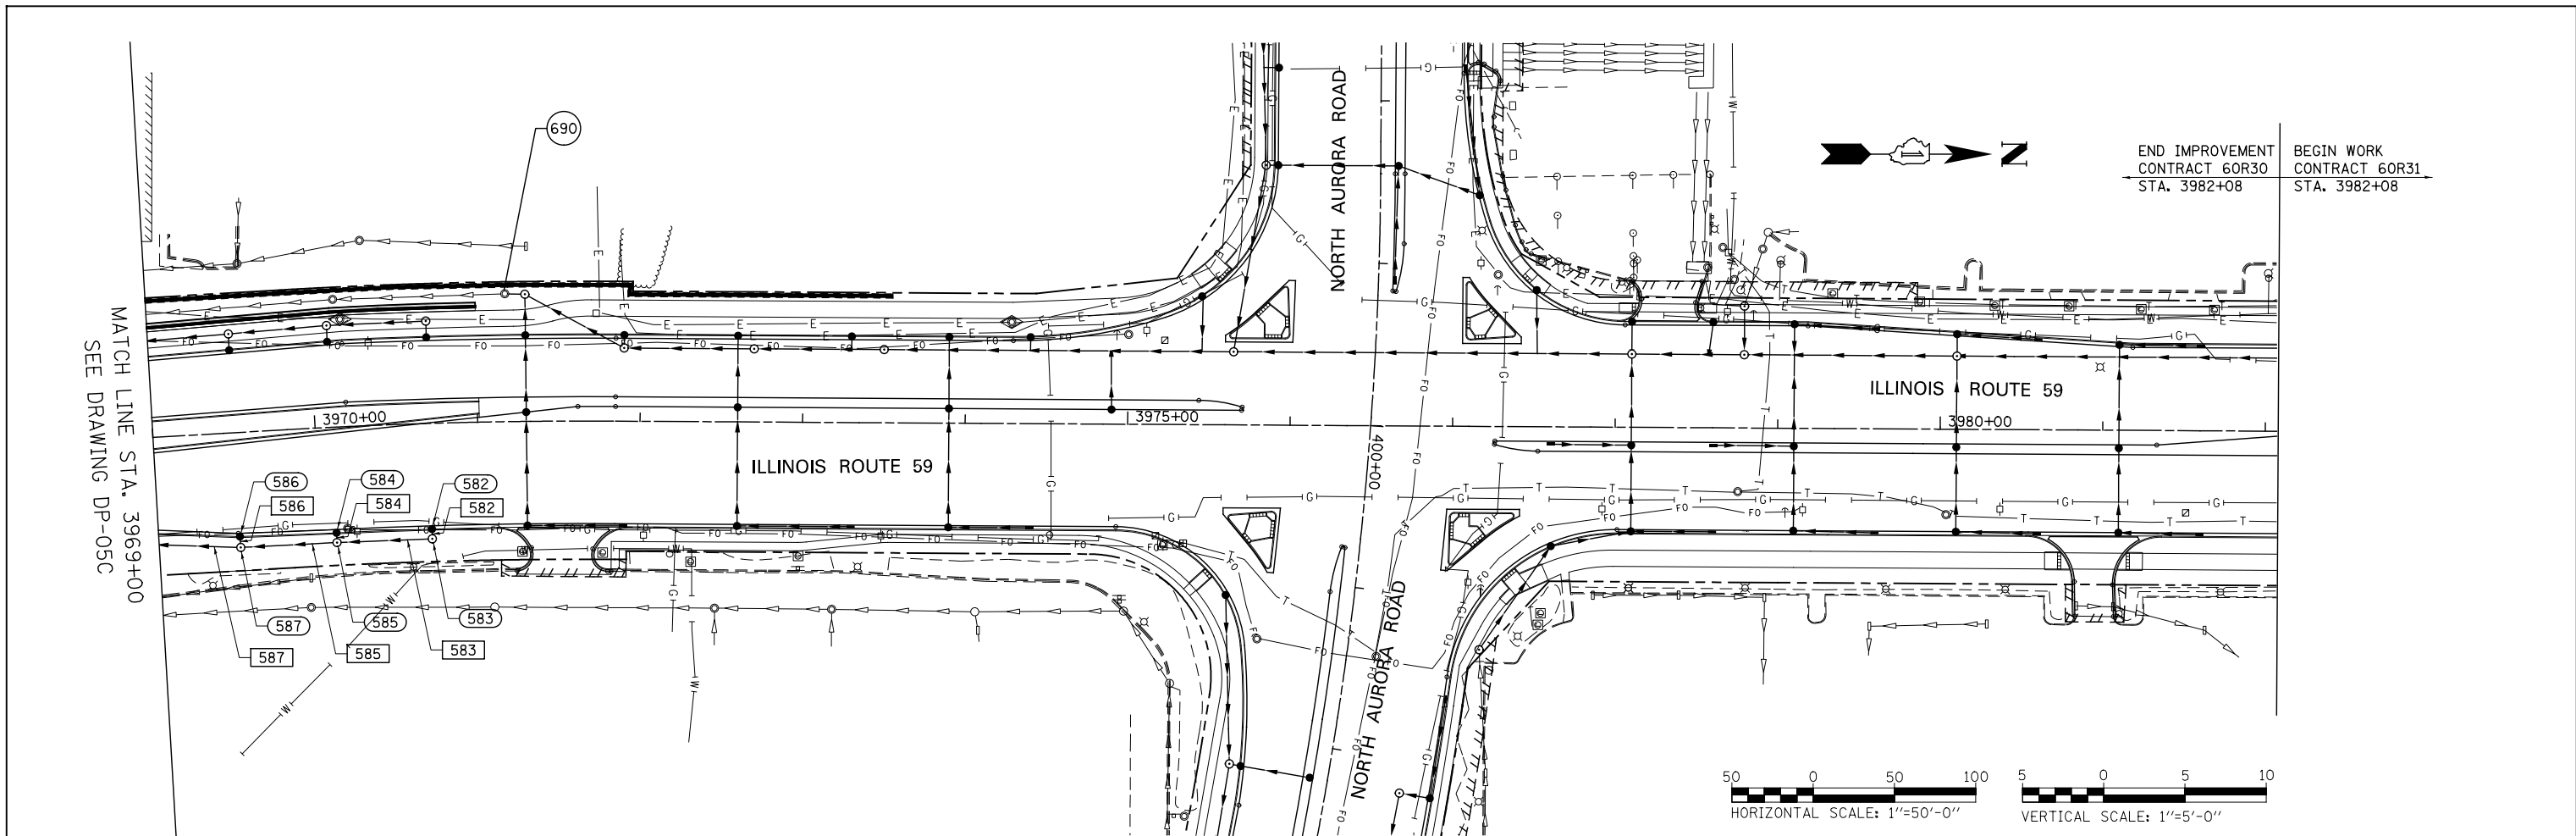 690
NORTH AURORA ROAD
N
END IMPROVEMENT
CONTRACT 60R30
STA. 3982+08
BEGIN WORK
CONTRACT 60R31
STA. 3982+08
MATCH LINE STA. 3969+00
SEE DRAWING DP-05C
ILLINOIS ROUTE 59
3970+00
3975+00
3980+00
400+00
ILLINOIS ROUTE 59
586
584
582
586
584
582
587
585
583
587
585
583
NORTH AURORA ROAD
50 0 50 100
HORIZONTAL SCALE: 1"=50'-0"
5 0 5 10
VERTICAL SCALE: 1"=5'-0"